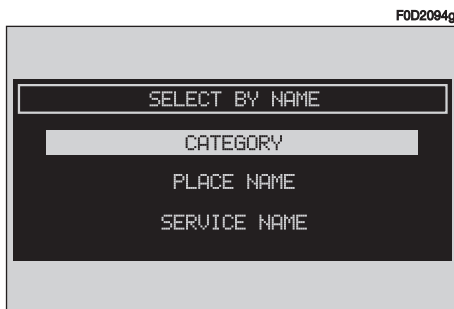 F0D2094g
SELECT BY NAME
CATEGORY
PLACE NAME
SERVICE NAME